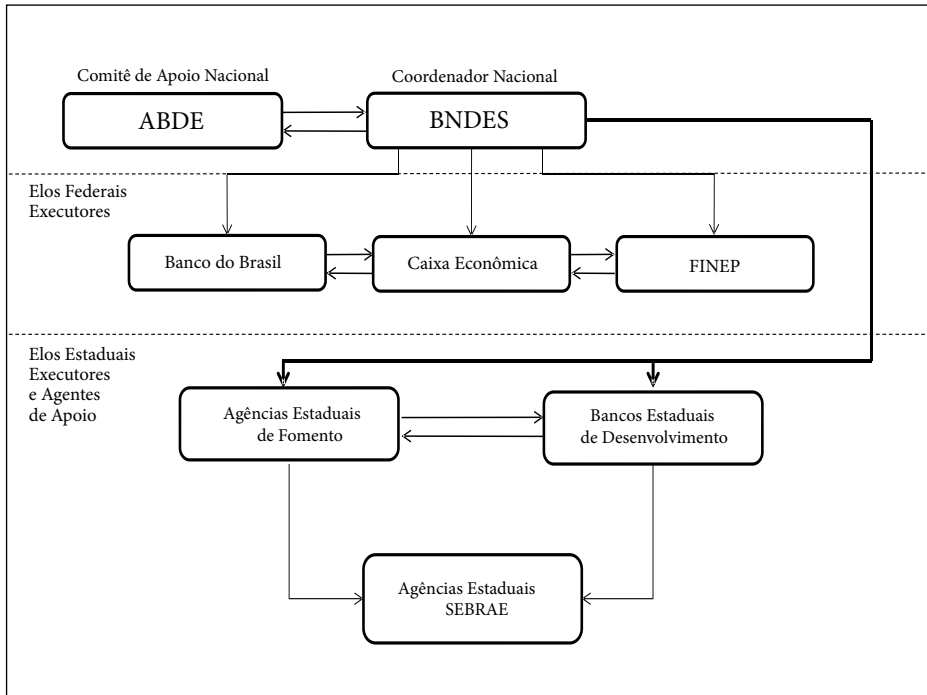 Comitê de Apoio Nacional
Coordenador Nacional
ABDE
BNDES
Elos Federais
Executores
Banco do Brasil
Caixa Econômica
FINEP
Elos Estaduais
Executores
e Agentes
de Apoio
Agências Estaduais
de Fomento
Bancos Estaduais
de Desenvolvimento
Agências Estaduais
SEBRAE